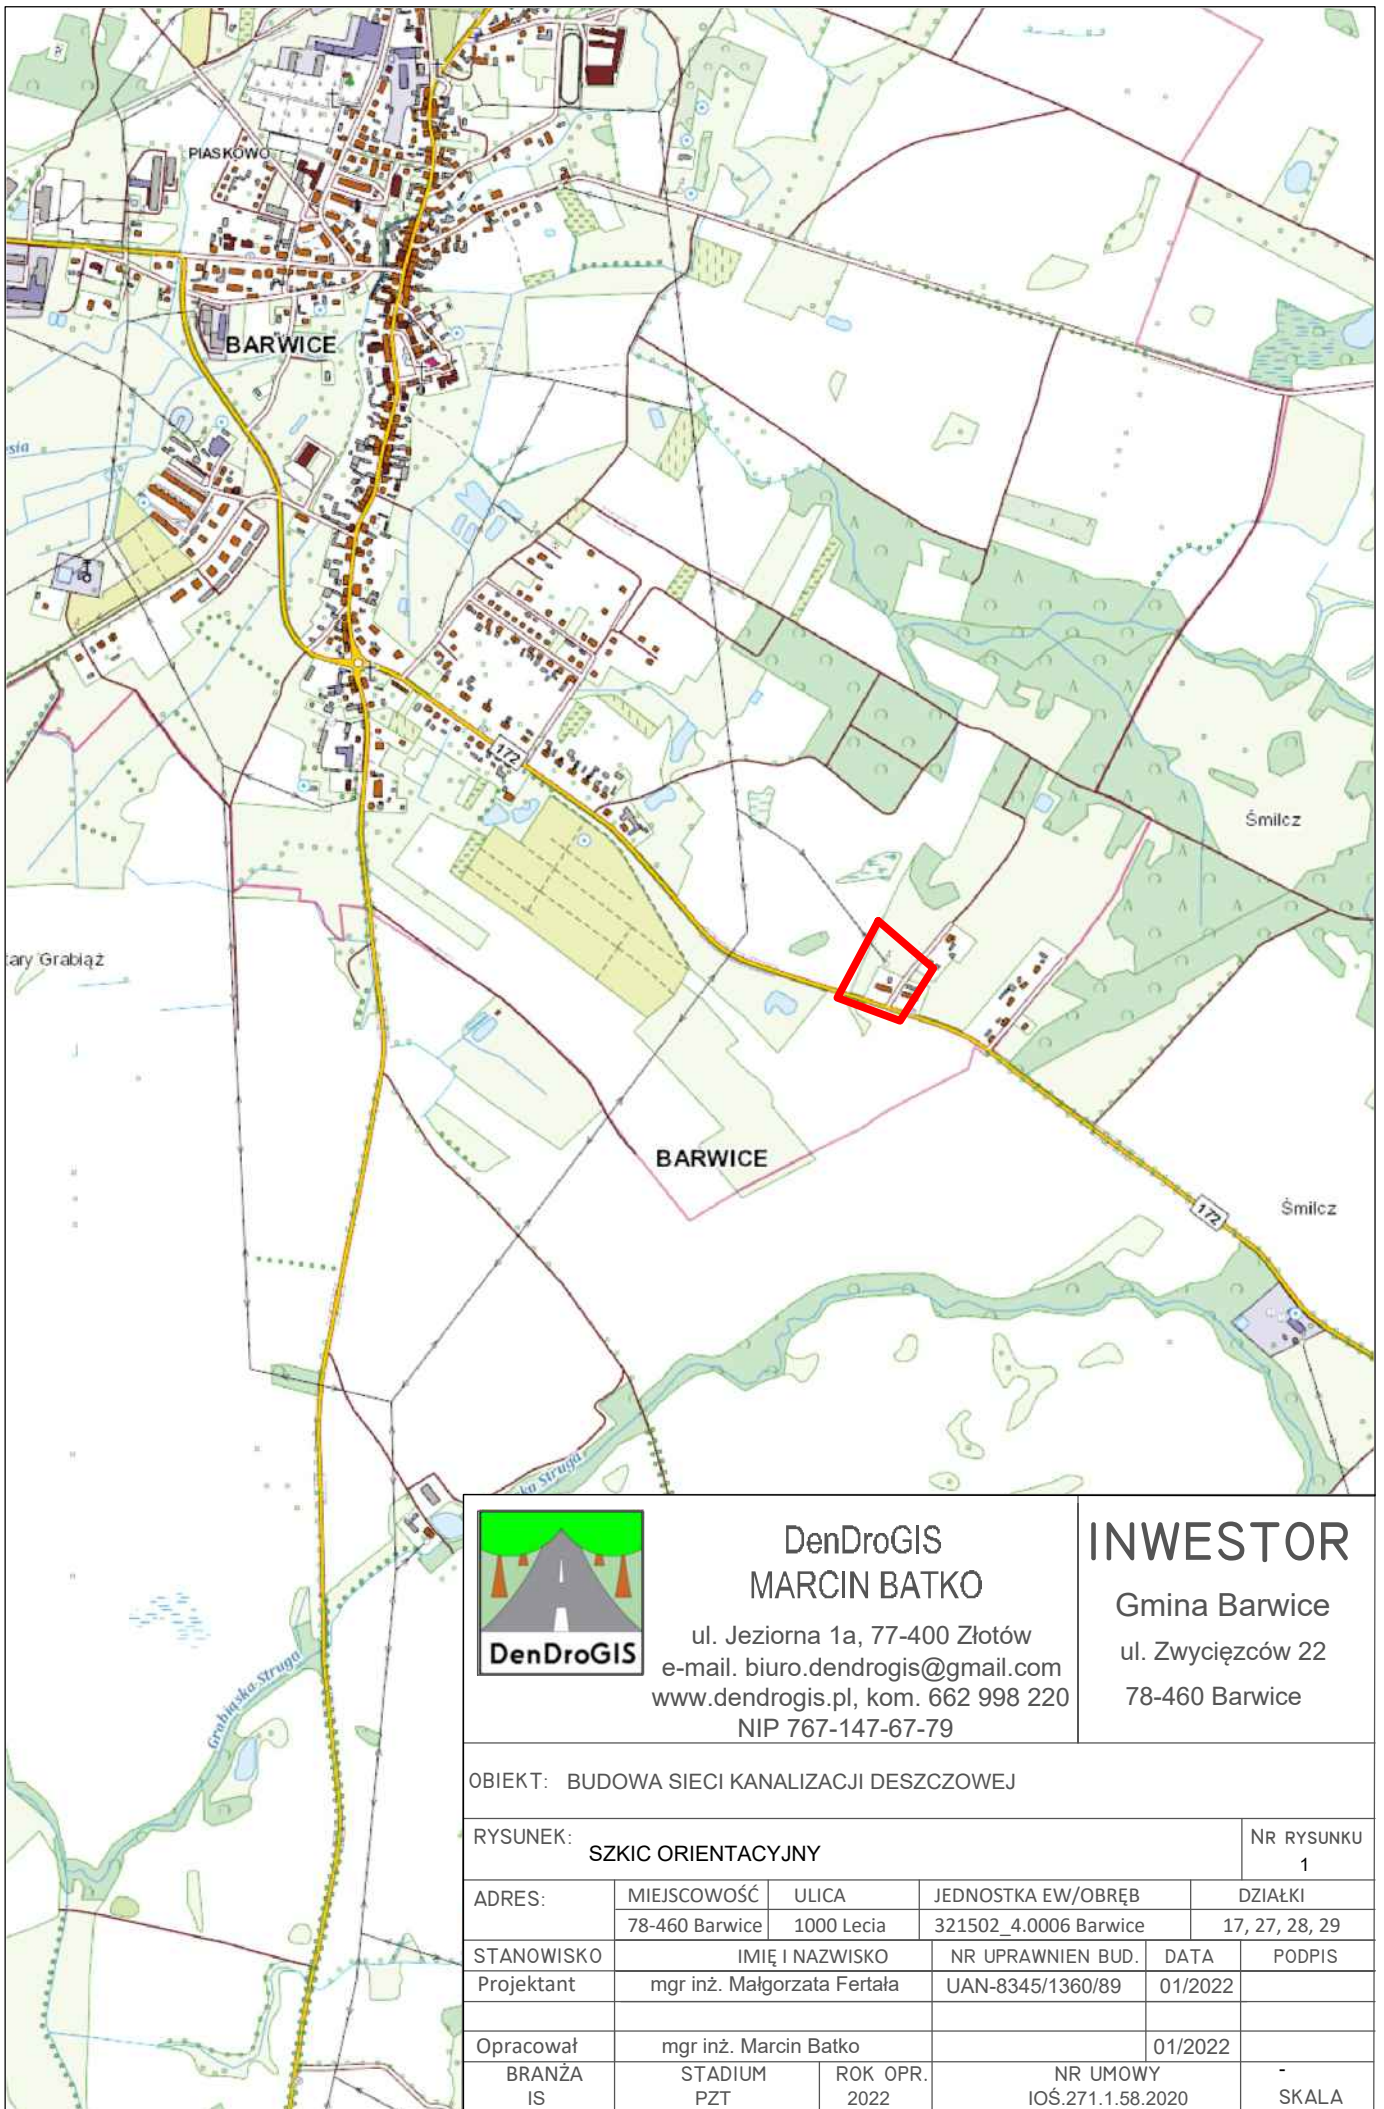 PIASKOWO
BARWICE
sia
172
Śmilcz
tary Grabiąż
BARWICE
172
Śmilcz
ka Struga
Grabiąska Struga
DenDroGIS
DenDroGIS
MARCIN BATKO
ul. Jeziorna 1a, 77-400 Złotów
e-mail. biuro.dendrogis@gmail.com
www.dendrogis.pl, kom. 662 998 220
NIP 767-147-67-79
INWESTOR
Gmina Barwice
ul. Zwycięzców 22
78-460 Barwice
OBIEKT: BUDOWA SIECI KANALIZACJI DESZCZOWEJ
RYSUNEK: SZKIC ORIENTACYJNY
NR RYSUNKU
1
ADRES: MIEJSCOWOŚĆ ULICA JEDNOSTKA EW/OBRĘB DZIAŁKI
78-460 Barwice 1000 Lecia 321502_4.0006 Barwice 17, 27, 28, 29
STANOWISKO IMIĘ I NAZWISKO NR UPRAWNIEN BUD. DATA PODPIS
Projektant mgr inż. Małgorzata Fertała UAN-8345/1360/89 01/2022
Opracował mgr inż. Marcin Batko 01/2022
BRANŻA STADIUM ROK OPR. NR UMOWY -
IS PZT 2022 IOŚ.271.1.58.2020 SKALA